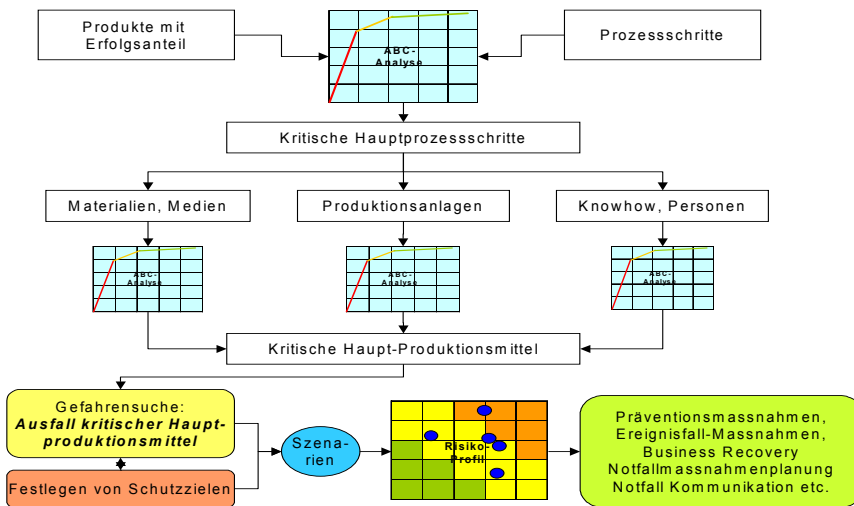 Produkte mit
Erfolgsanteil
ABC-
Analyse
Prozessschritte
Kritische Hauptprozessschritte
Materialien, Medien
Produktionsanlagen
Knowhow, Personen
ABC-
Analyse
ABC-
Analyse
ABC-
Analyse
Kritische Haupt-Produktionsmittel
Gefahrensuche:
Ausfall kritischer Haupt-
produktionsmittel
Festlegen von Schutzzielen
Szena-
rien
Risiko-
Profil
Präventionsmassnahmen,
Ereignisfall-Massnahmen,
Business Recovery
Notfallmassnahmenplanung
Notfall Kommunikation etc.